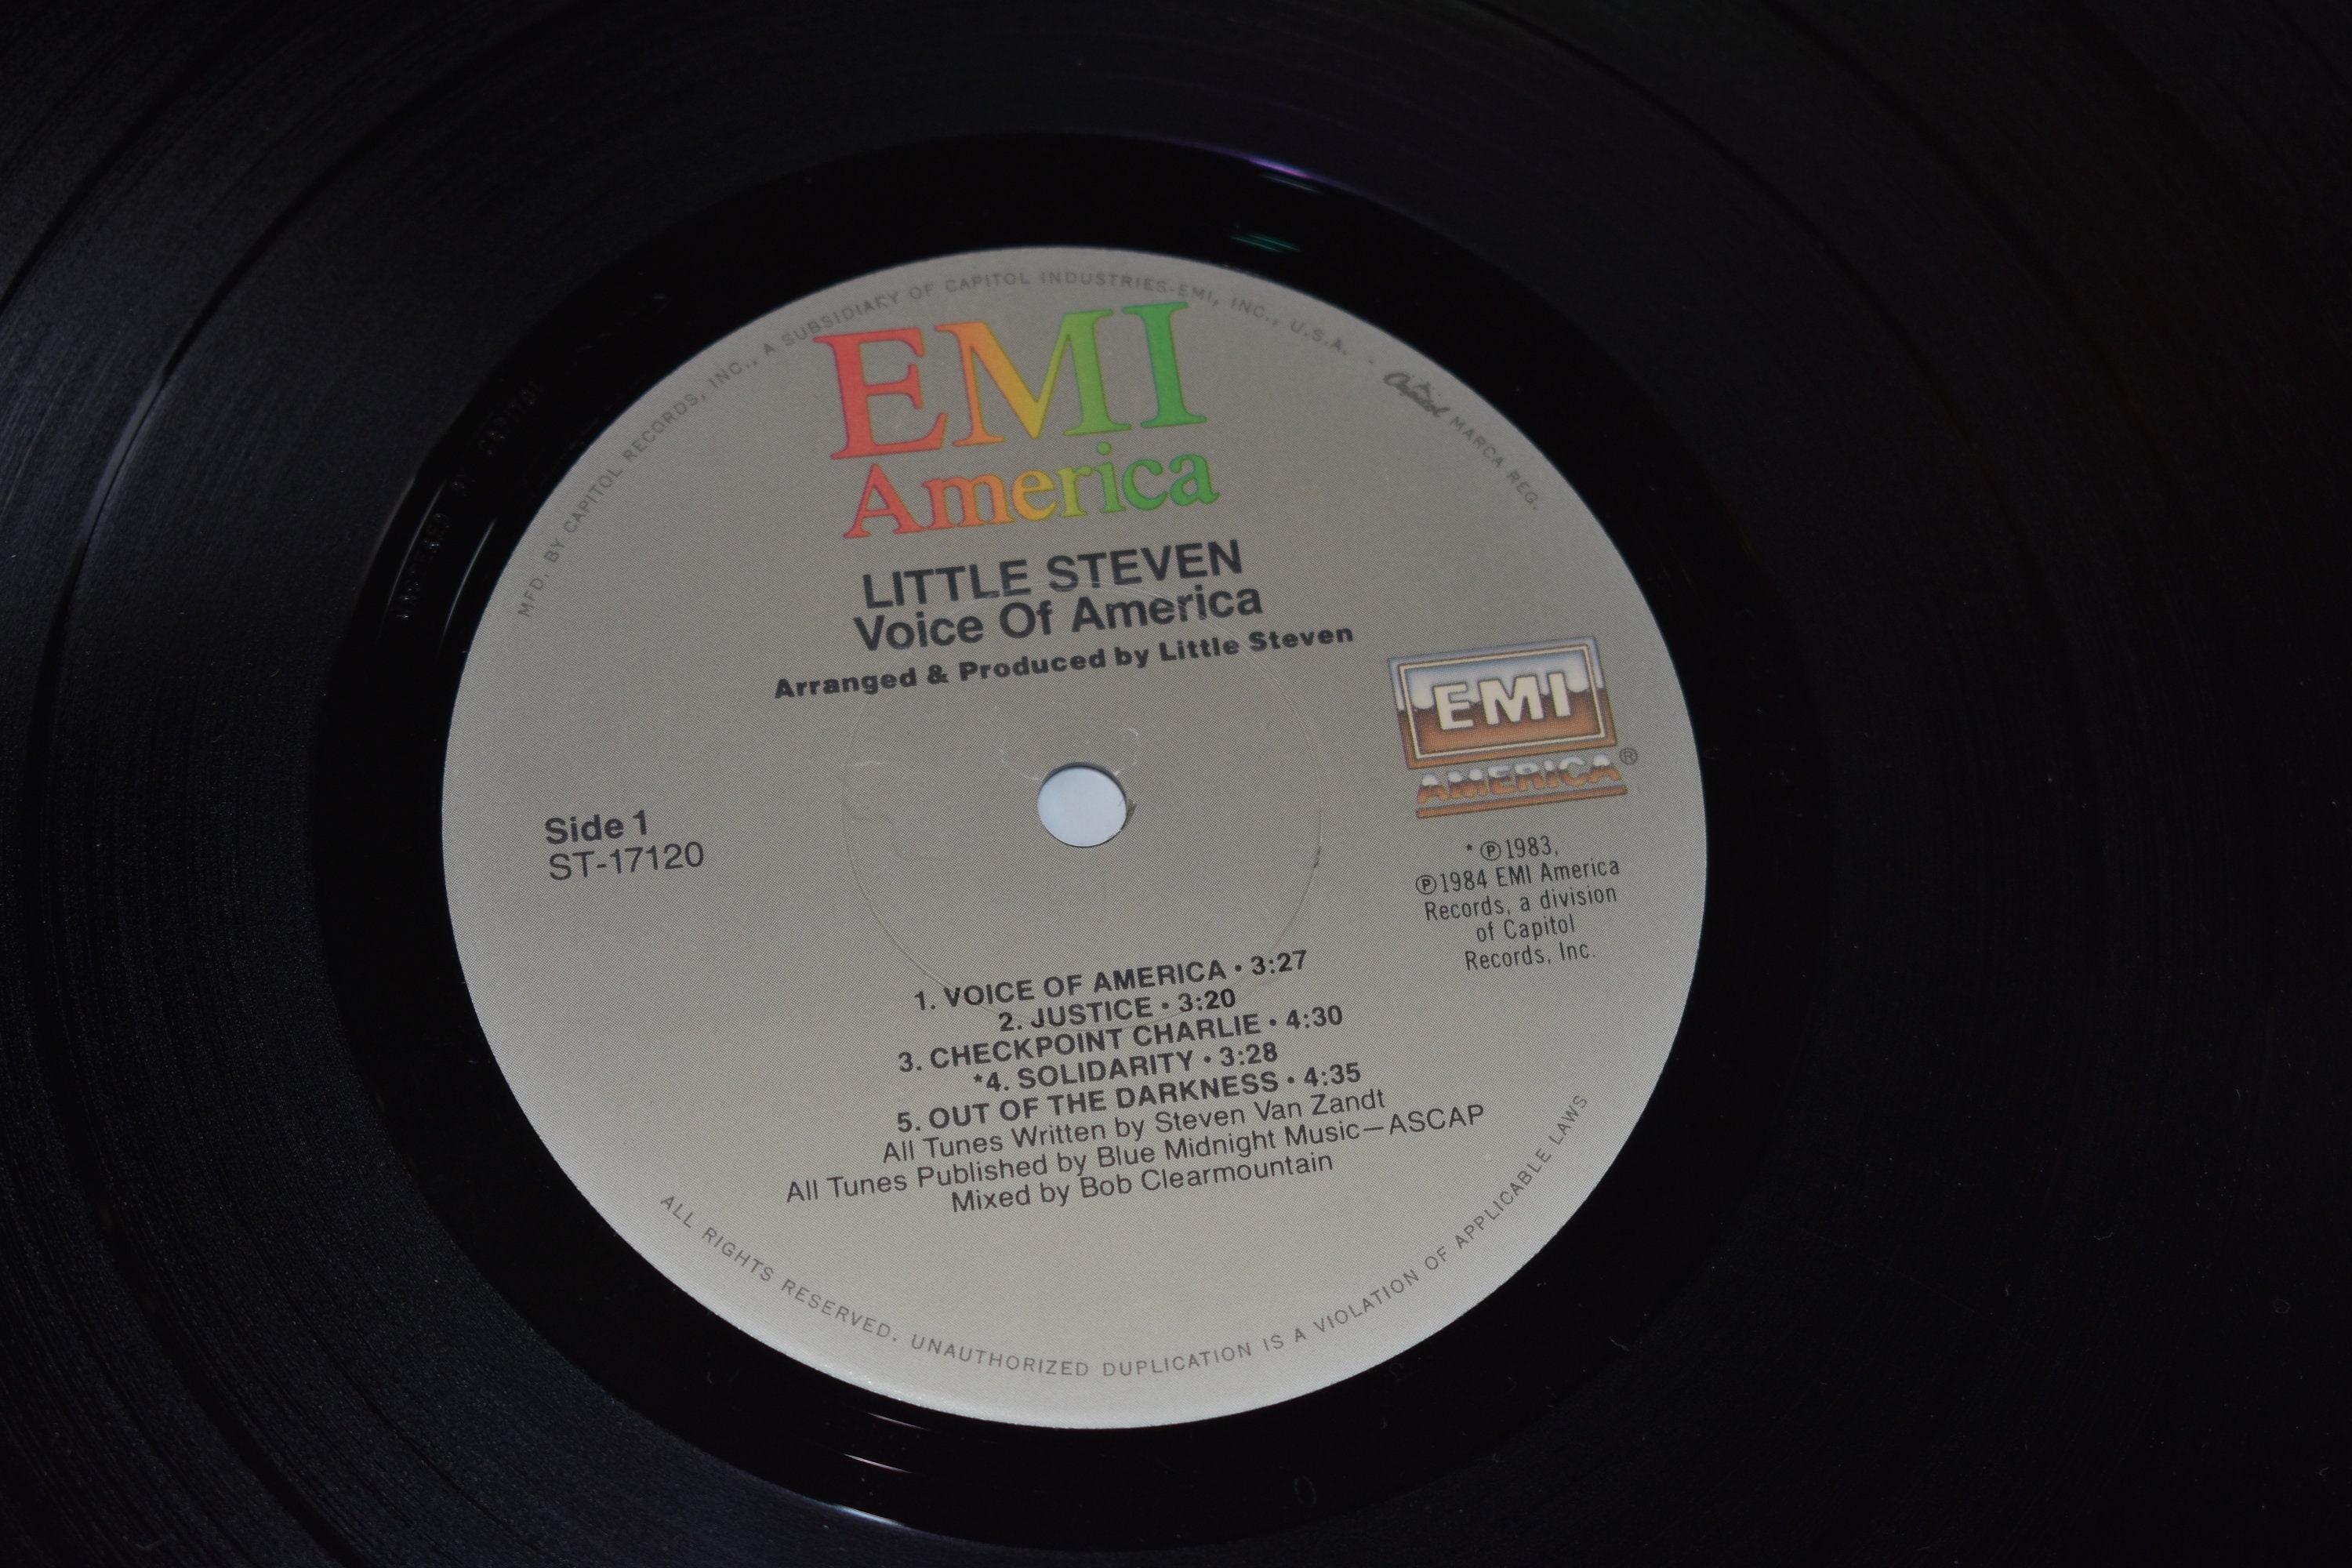 MFD. BY CAPITOL RECORDS, INC., A SUBSIDIARY OF CAPITOL INDUSTRIES-EMI, INC., U.S.A. · Capitol MARCA REG.
EMI
America
LITTLE STEVEN
Voice Of America
Arranged & Produced by Little Steven
EMI
AMERICA®
Side 1
ST-17120
* ℗1983,
℗1984 EMI America
Records, a division
of Capitol
Records, Inc.
1. VOICE OF AMERICA • 3:27
2. JUSTICE • 3:20
3. CHECKPOINT CHARLIE • 4:30
*4. SOLIDARITY • 3:28
5. OUT OF THE DARKNESS • 4:35
All Tunes Written by Steven Van Zandt
All Tunes Published by Blue Midnight Music—ASCAP
Mixed by Bob Clearmountain
ALL RIGHTS RESERVED. UNAUTHORIZED DUPLICATION IS A VIOLATION OF APPLICABLE LAWS